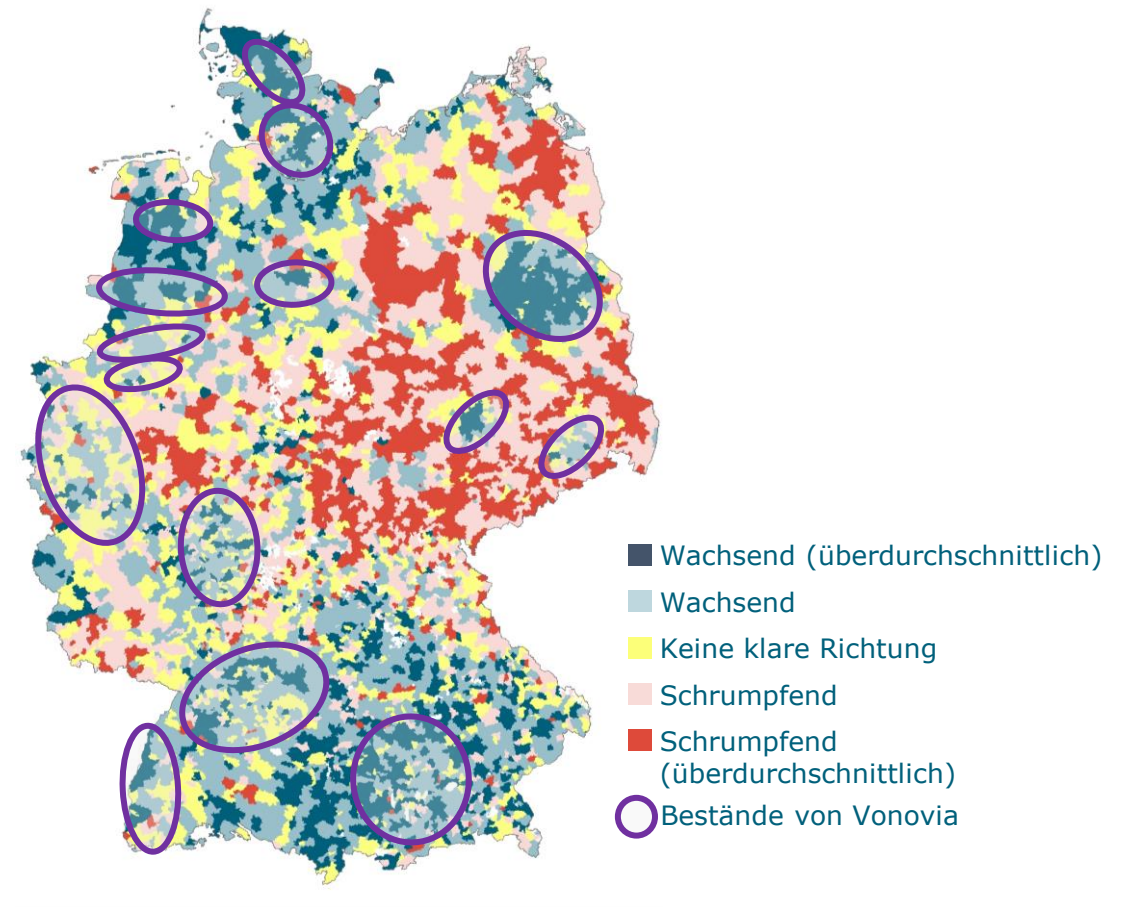 Wachsend (überdurchschnittlich)
Wachsend
Keine klare Richtung
Schrumpfend
Schrumpfend
(überdurchschnittlich)
Bestände von Vonovia